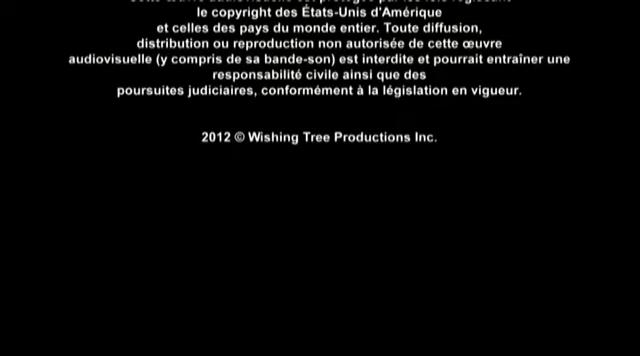 le copyright des États-Unis d'Amérique
et celles des pays du monde entier. Toute diffusion,
distribution ou reproduction non autorisée de cette œuvre
audiovisuelle (y compris de sa bande-son) est interdite et pourrait entraîner une
responsabilité civile ainsi que des
poursuites judiciaires, conformément à la législation en vigueur.
2012 © Wishing Tree Productions Inc.